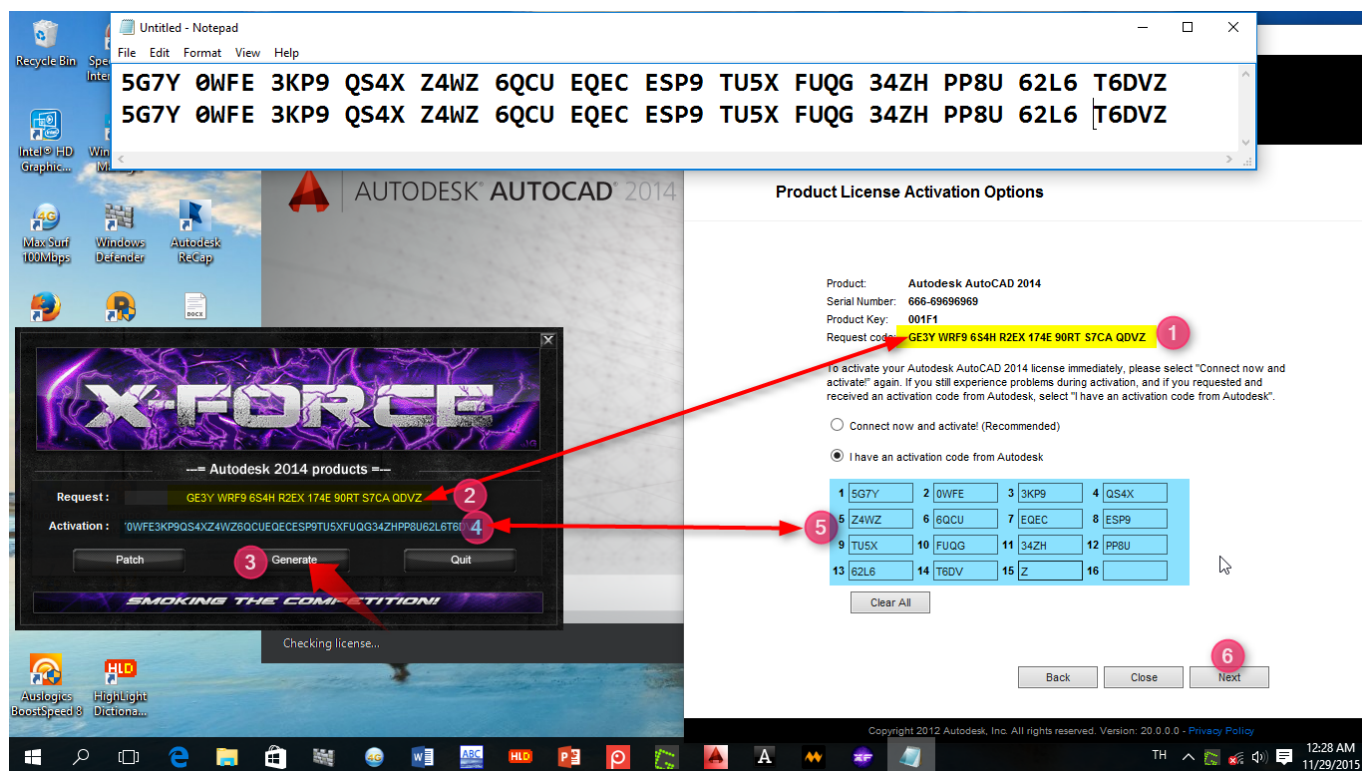 Untitled - Notepad
File Edit Format View Help
5G7Y 0WFE 3KP9 QS4X Z4WZ 6QCU EQEC ESP9 TU5X FUQG 34ZH PP8U 62L6 T6DVZ
5G7Y 0WFE 3KP9 QS4X Z4WZ 6QCU EQEC ESP9 TU5X FUQG 34ZH PP8U 62L6 T6DVZ
Recycle Bin
Intel® HD
Graphic...
Max Surf
100Mbps
Windows
Defender
Autodesk
ReCap
DOCX
AUTODESK® AUTOCAD® 2014
Product License Activation Options
Product: Autodesk AutoCAD 2014
Serial Number: 666-69696969
Product Key: 001F1
Request code: GE3Y WRF9 6S4H R2EX 174E 90RT S7CA QDVZ
1
To activate your Autodesk AutoCAD 2014 license immediately, please select "Connect now and
activate!" again. If you still experience problems during activation, and if you requested and
received an activation code from Autodesk, select "I have an activation code from Autodesk".
Connect now and activate! (Recommended)
I have an activation code from Autodesk
1 5G7Y 2 0WFE 3 3KP9 4 QS4X
5 Z4WZ 6 6QCU 7 EQEC 8 ESP9
9 TU5X 10 FUQG 11 34ZH 12 PP8U
13 62L6 14 T6DV 15 Z 16
5
Clear All
6
Back Close Next
Copyright 2012 Autodesk, Inc. All rights reserved. Version: 20.0.0.0 - Privacy Policy
X-FORCE
JG
---= Autodesk 2014 products =---
Request : GE3Y WRF9 6S4H R2EX 174E 90RT S7CA QDVZ
2
Activation : '0WFE3KP9QS4XZ4WZ6QCUEQECESP9TU5XFUQG34ZHPP8U62L6T6D
4
Patch Generate Quit
3
SMOKING THE COMPETITION!
Checking license...
Auslogics
BoostSpeed 8
HLD
HighLight
Dictiona...
4G
ABC
HLD
A
XF
TH
12:28 AM
11/29/2015